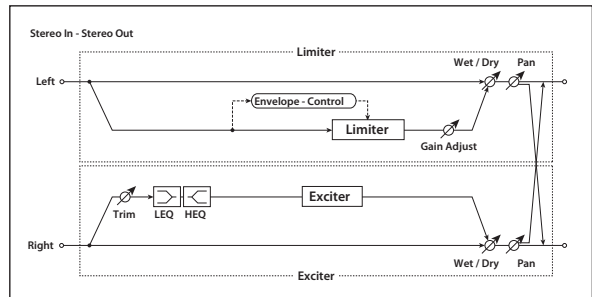 Stereo In - Stereo Out
Limiter
Wet / Dry
Pan
Left
Envelope - Control
Limiter
Gain Adjust
Trim
LEQ
HEQ
Exciter
Right
Wet / Dry
Pan
Exciter